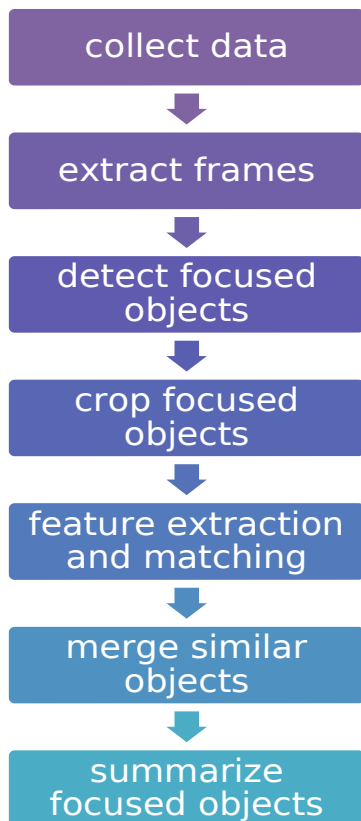 collect data
extract frames
detect focused
objects
crop focused
objects
feature extraction
and matching
merge similar
objects
summarize
focused objects